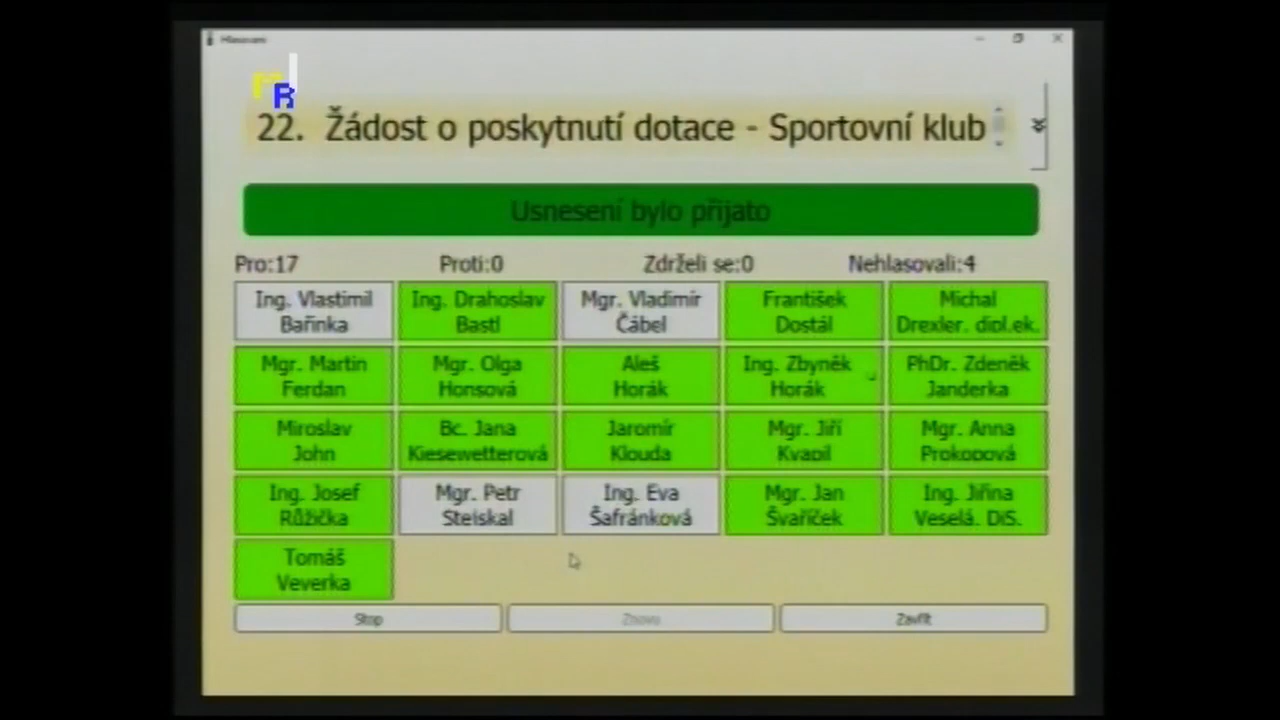 Hlasování
MR
22. Žádost o poskytnutí dotace - Sportovní klub
Usnesení bylo přijato
Pro:17 Proti:0 Zdrželi se:0 Nehlasovali:4
Ing. Vlastimil
Bařinka
Ing. Drahoslav
Bastl
Mgr. Vladimír
Čábel
František
Dostál
Michal
Drexler, dipl.ek.
Mgr. Martin
Ferdan
Mgr. Olga
Honsová
Aleš
Horák
Ing. Zbyněk
Horák
PhDr. Zdeněk
Janderka
Miroslav
John
Bc. Jana
Kiesewetterová
Jaromír
Klouda
Mgr. Jiří
Kvapil
Mgr. Anna
Prokopová
Ing. Josef
Růžička
Mgr. Petr
Stejskal
Ing. Eva
Šafránková
Mgr. Jan
Švaříček
Ing. Jiřina
Veselá, DiS.
Tomáš
Veverka
Stop Znovu Zavřít